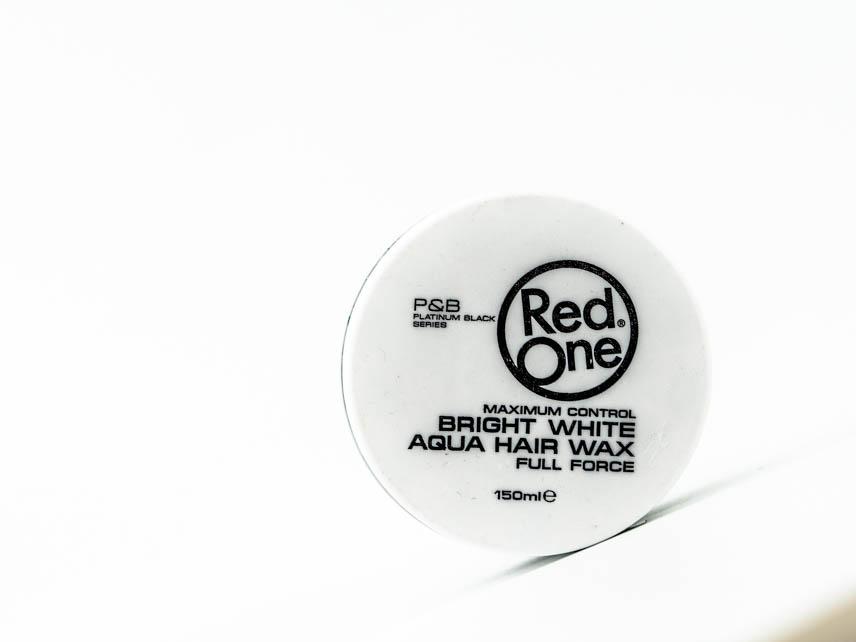 P&B
PLATINUM BLACK
SERIES
Red®
One
MAXIMUM CONTROL
BRIGHT WHITE
AQUA HAIR WAX
FULL FORCE
150ml ℮